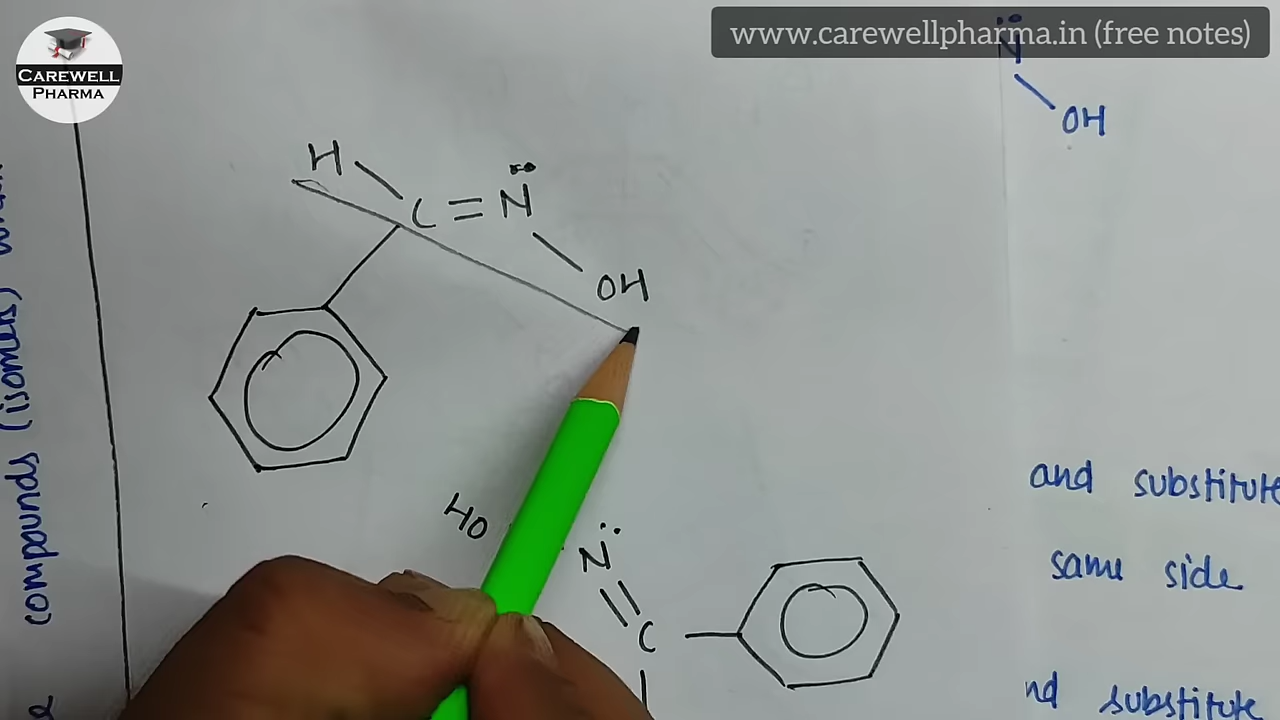 www.carewellpharma.in (free notes)
CAREWELL
PHARMA
N
OH
H
C = N
OH
compounds (isomers)
HO
N
C
and substitute
same side
nd substitute